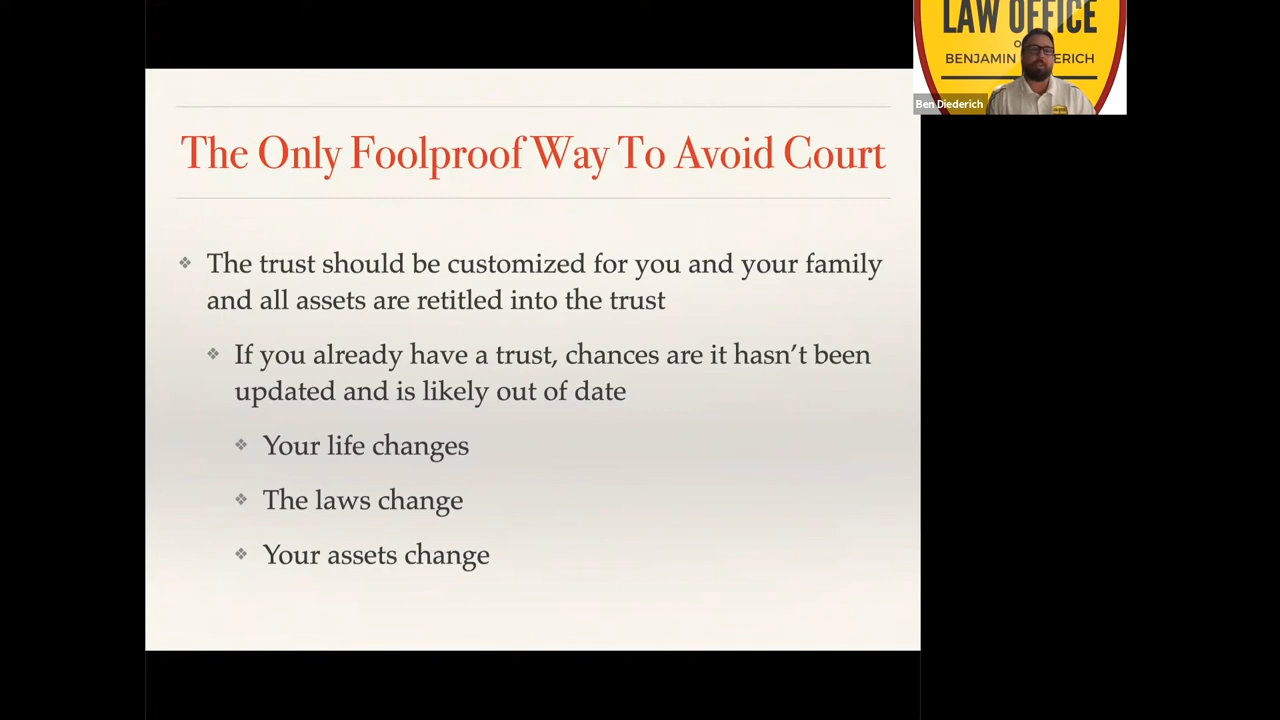 LAW OFFICE
BENJAMIN
Ben Diederich
The Only Foolproof Way To Avoid Court
The trust should be customized for you and your family
and all assets are retitled into the trust
If you already have a trust, chances are it hasn't been
updated and is likely out of date
Your life changes
The laws change
Your assets change